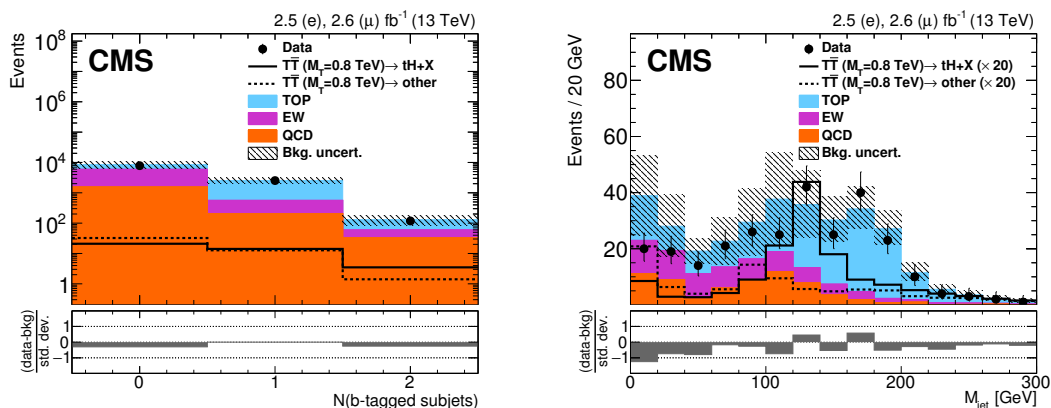 2.5 (e), 2.6 (μ) fb⁻¹ (13 TeV)
CMS
Data
TT̅ (M_T=0.8 TeV)→ tH+X
TT̅ (M_T=0.8 TeV)→ other
TOP
EW
QCD
Bkg. uncert.
Events
10⁸
10⁶
10⁴
10²
1
(data-bkg)
std. dev.
1
0
−1
0 1 2
N(b-tagged subjets)
2.5 (e), 2.6 (μ) fb⁻¹ (13 TeV)
CMS
Data
TT̅ (M_T=0.8 TeV)→ tH+X (× 20)
TT̅ (M_T=0.8 TeV)→ other (× 20)
TOP
EW
QCD
Bkg. uncert.
Events / 20 GeV
80
60
40
20
(data-bkg)
std. dev.
1
0
−1
0 100 200 300
M_jet [GeV]